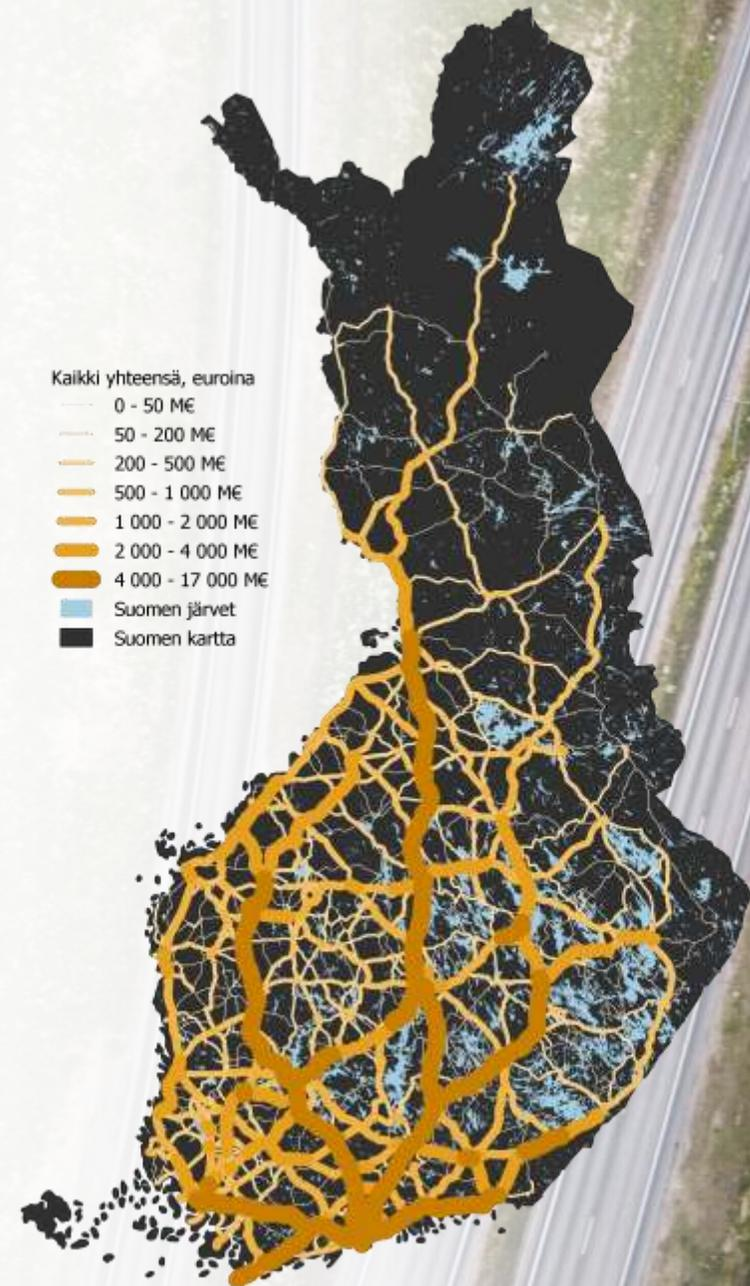 Kaikki yhteensä, euroina
0 - 50 M€
50 - 200 M€
200 - 500 M€
500 - 1 000 M€
1 000 - 2 000 M€
2 000 - 4 000 M€
4 000 - 17 000 M€
Suomen järvet
Suomen kartta